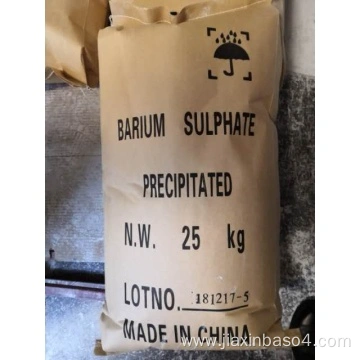 BARIUM SULPHATE
PRECIPITATED
N.W. 25 kg
LOTNO. 181217-5
MADE IN CHINA
www.jiaxinbaso4.com